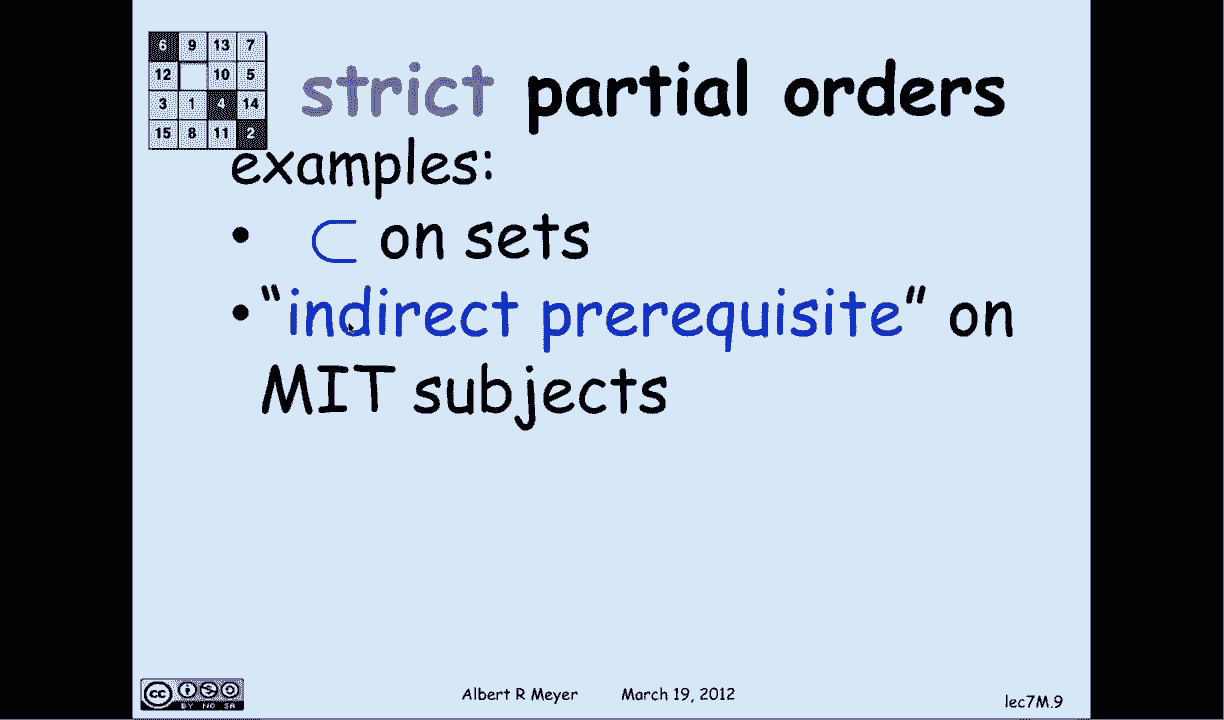 6 9 13 7
12 10 5
3 1 4 14
15 8 11 2
strict partial orders
examples:
• ⊂ on sets
• “indirect prerequisite” on
MIT subjects
cc BY NC SA
Albert R Meyer March 19, 2012 lec7M.9